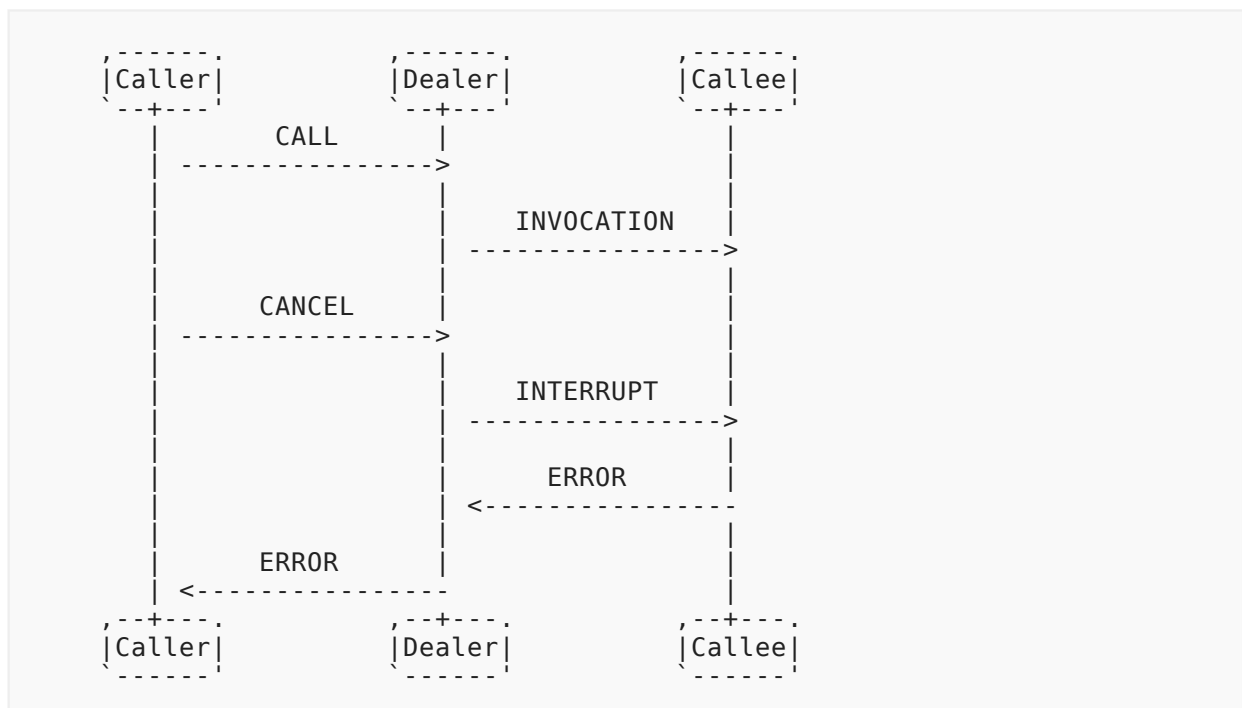 ,------.          ,------.          ,------.
|Caller|          |Dealer|          |Callee|
`--+---'          `--+---'          `--+---'
   |       CALL      |                 |
   | ---------------->                 |
   |                 |                 |
   |                 |    INVOCATION   |
   |                 | ---------------->
   |                 |                 |
   |      CANCEL     |                 |
   | ---------------->                 |
   |                 |                 |
   |                 |    INTERRUPT    |
   |                 | ---------------->
   |                 |                 |
   |                 |      ERROR      |
   |                 | <----------------
   |                 |                 |
   |      ERROR      |                 |
   | <----------------                 |
,--+---.          ,--+---.          ,--+---.
|Caller|          |Dealer|          |Callee|
`------'          `------'          `------'